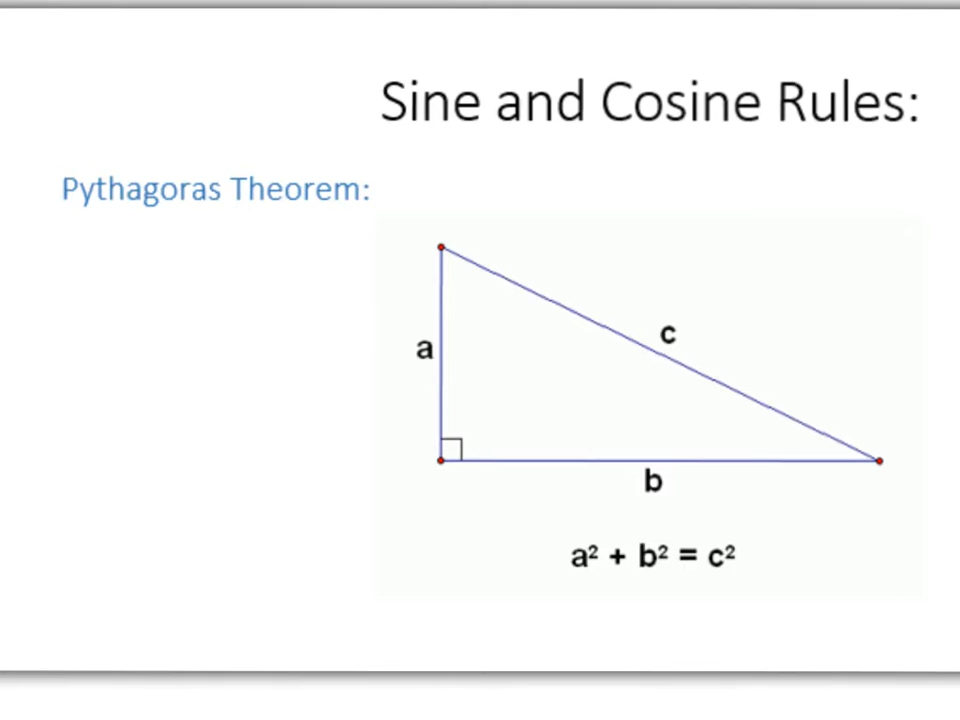 Sine and Cosine Rules:
Pythagoras Theorem:
a
c
b
a² + b² = c²